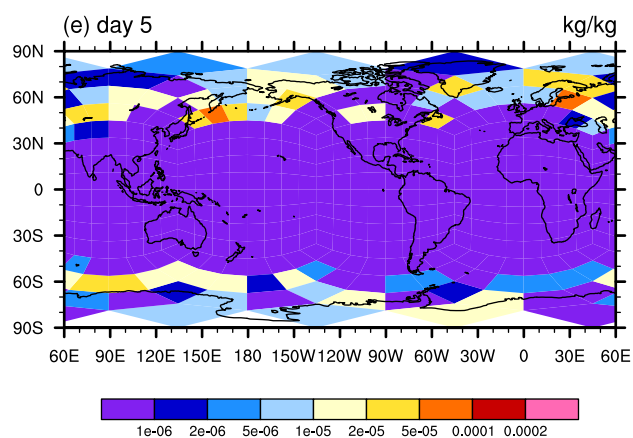 (e) day 5 kg/kg
90N
60N
30N
0
30S
60S
90S
60E 90E 120E 150E 180 150W 120W 90W 60W 30W 0 30E 60E
1e-06 2e-06 5e-06 1e-05 2e-05 5e-05 0.0001 0.0002